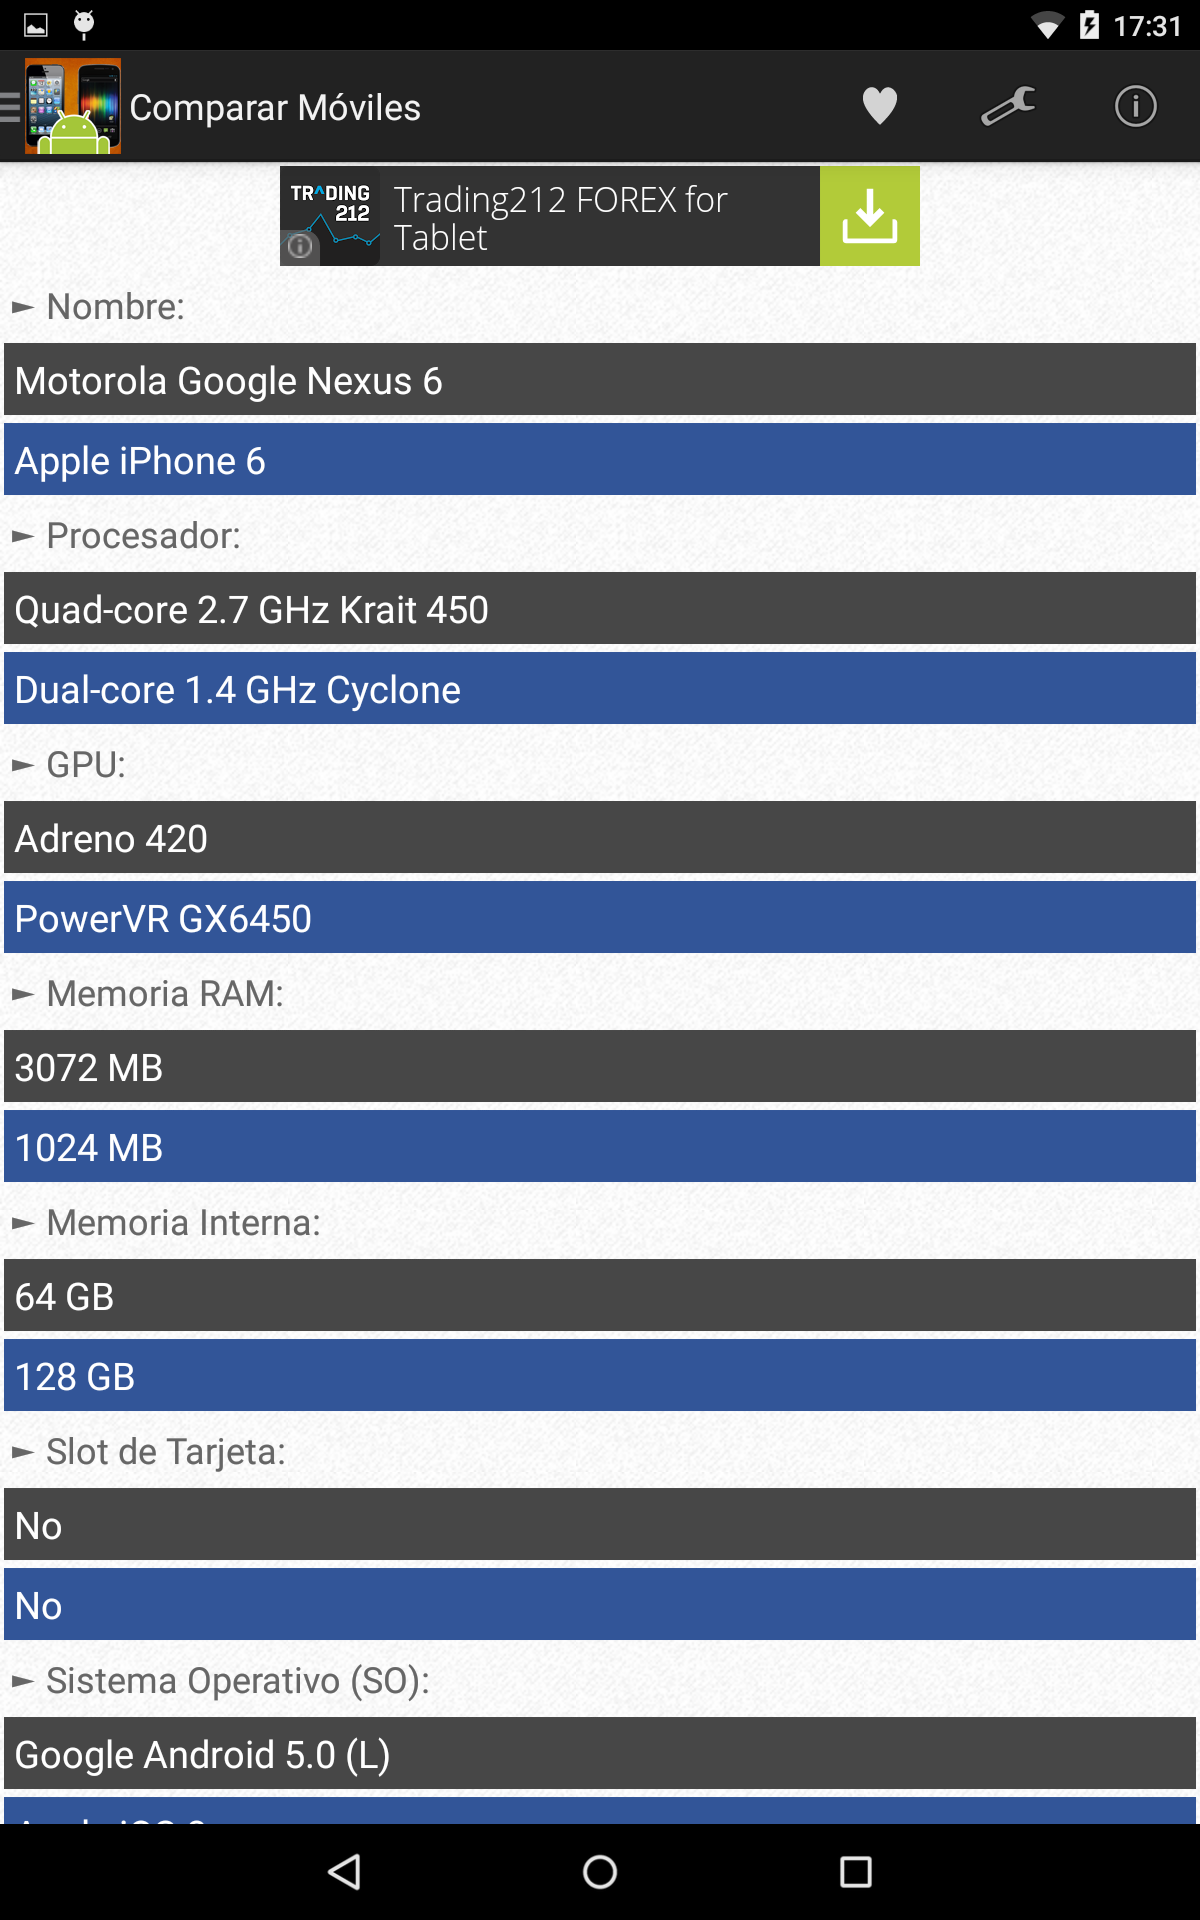 17:31
Comparar Móviles
TRADING
212
Trading212 FOREX for
Tablet
► Nombre:
Motorola Google Nexus 6
Apple iPhone 6
► Procesador:
Quad-core 2.7 GHz Krait 450
Dual-core 1.4 GHz Cyclone
► GPU:
Adreno 420
PowerVR GX6450
► Memoria RAM:
3072 MB
1024 MB
► Memoria Interna:
64 GB
128 GB
► Slot de Tarjeta:
No
No
► Sistema Operativo (SO):
Google Android 5.0 (L)